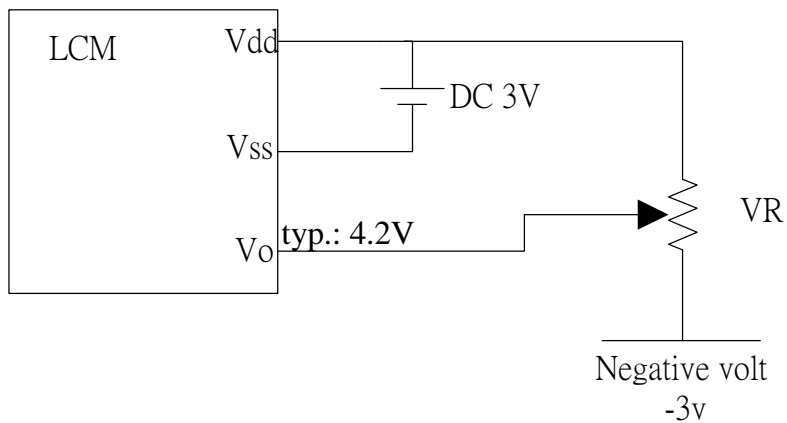 LCM
Vdd
DC 3V
Vss
VR
Vo
typ.: 4.2V
Negative volt
-3v